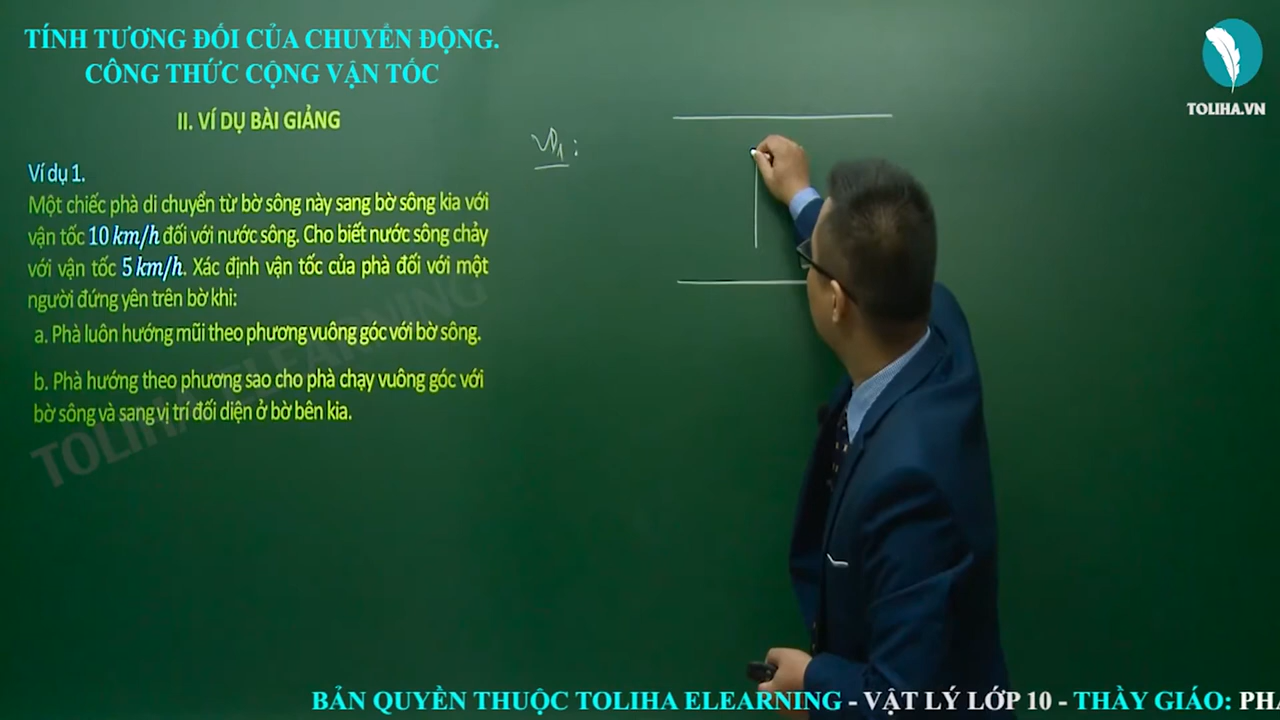 TÍNH TƯƠNG ĐỐI CỦA CHUYỂN ĐỘNG.
CÔNG THỨC CỘNG VẬN TỐC
TOLIHA.VN
II. VÍ DỤ BÀI GIẢNG
VD1:
Ví dụ 1.
Một chiếc phà di chuyển từ bờ sông này sang bờ sông kia với
vận tốc 10 km/h đối với nước sông. Cho biết nước sông chảy
với vận tốc 5 km/h. Xác định vận tốc của phà đối với một
người đứng yên trên bờ khi:
a. Phà luôn hướng mũi theo phương vuông góc với bờ sông.
b. Phà hướng theo phương sao cho phà chạy vuông góc với
bờ sông và sang vị trí đối diện ở bờ bên kia.
TOLIHA ELEARNING
BẢN QUYỀN THUỘC TOLIHA ELEARNING - VẬT LÝ LỚP 10 - THẦY GIÁO: PHẠ